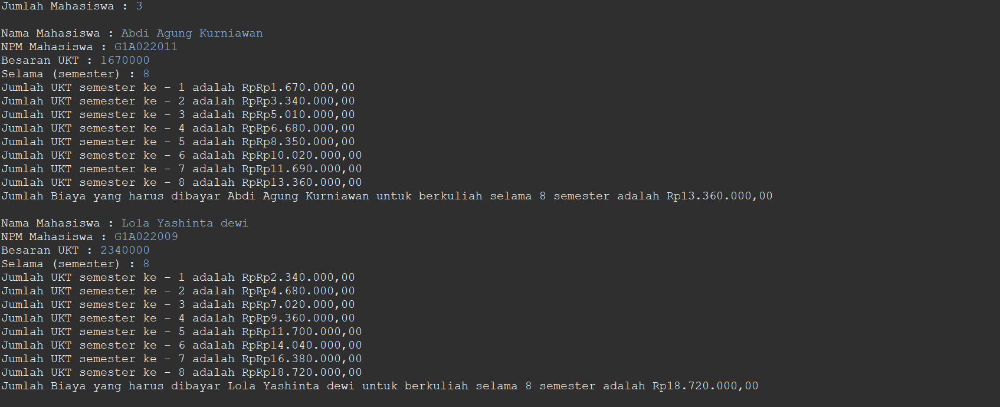 Jumlah Mahasiswa : 3
Nama Mahasiswa : Abdi Agung Kurniawan
NPM Mahasiswa : G1A022011
Besaran UKT : 1670000
Selama (semester) : 8
Jumlah UKT semester ke - 1 adalah RpRp1.670.000,00
Jumlah UKT semester ke - 2 adalah RpRp3.340.000,00
Jumlah UKT semester ke - 3 adalah RpRp5.010.000,00
Jumlah UKT semester ke - 4 adalah RpRp6.680.000,00
Jumlah UKT semester ke - 5 adalah RpRp8.350.000,00
Jumlah UKT semester ke - 6 adalah RpRp10.020.000,00
Jumlah UKT semester ke - 7 adalah RpRp11.690.000,00
Jumlah UKT semester ke - 8 adalah RpRp13.360.000,00
Jumlah Biaya yang harus dibayar Abdi Agung Kurniawan untuk berkuliah selama 8 semester adalah Rp13.360.000,00
Nama Mahasiswa : Lola Yashinta dewi
NPM Mahasiswa : G1A022009
Besaran UKT : 2340000
Selama (semester) : 8
Jumlah UKT semester ke - 1 adalah RpRp2.340.000,00
Jumlah UKT semester ke - 2 adalah RpRp4.680.000,00
Jumlah UKT semester ke - 3 adalah RpRp7.020.000,00
Jumlah UKT semester ke - 4 adalah RpRp9.360.000,00
Jumlah UKT semester ke - 5 adalah RpRp11.700.000,00
Jumlah UKT semester ke - 6 adalah RpRp14.040.000,00
Jumlah UKT semester ke - 7 adalah RpRp16.380.000,00
Jumlah UKT semester ke - 8 adalah RpRp18.720.000,00
Jumlah Biaya yang harus dibayar Lola Yashinta dewi untuk berkuliah selama 8 semester adalah Rp18.720.000,00